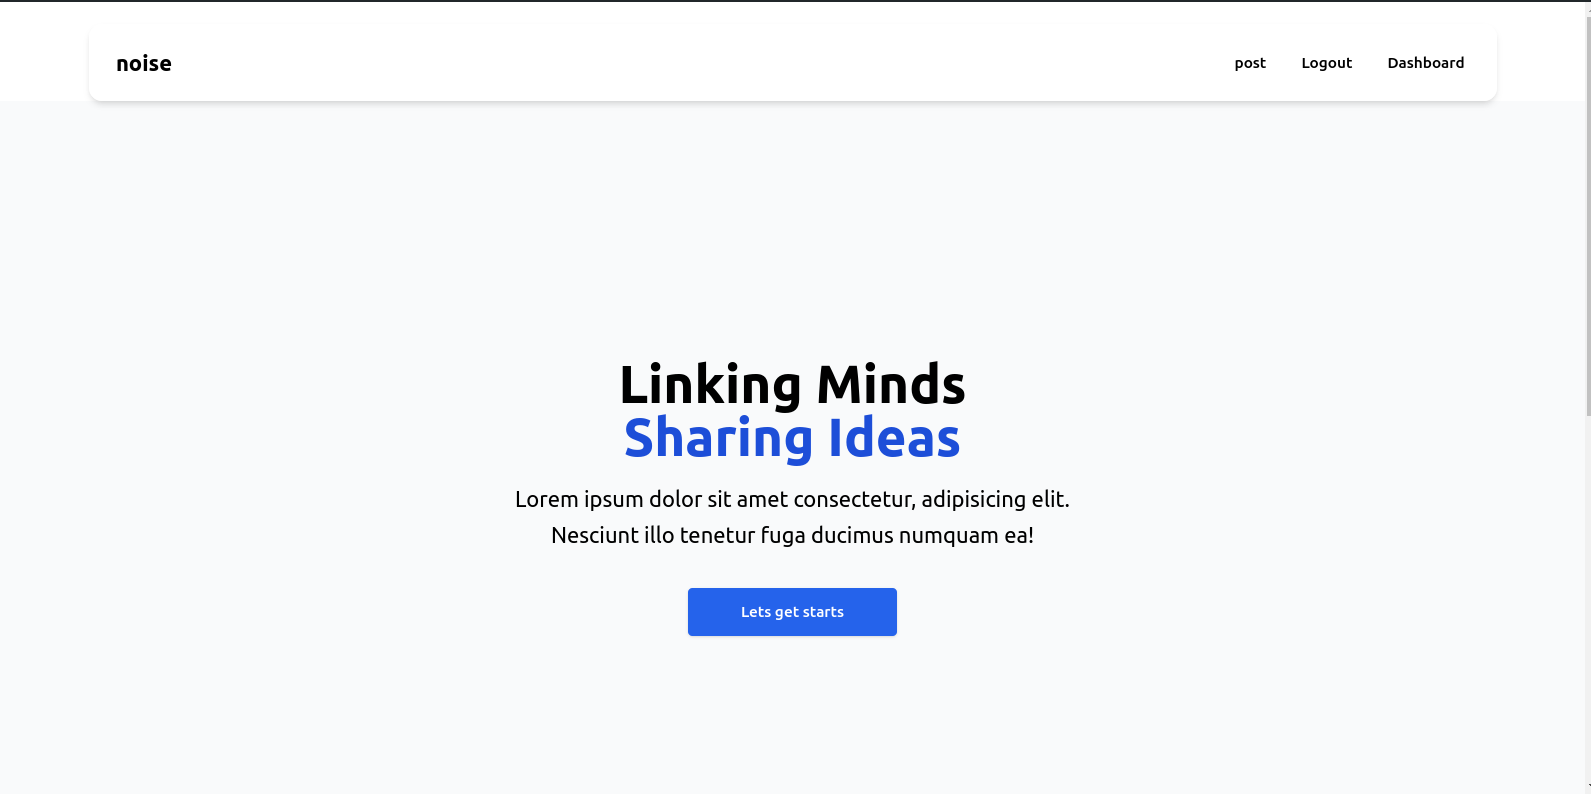 noise
post
Logout
Dashboard
Linking Minds
Sharing Ideas
Lorem ipsum dolor sit amet consectetur, adipisicing elit.
Nesciunt illo tenetur fuga ducimus numquam ea!
Lets get starts